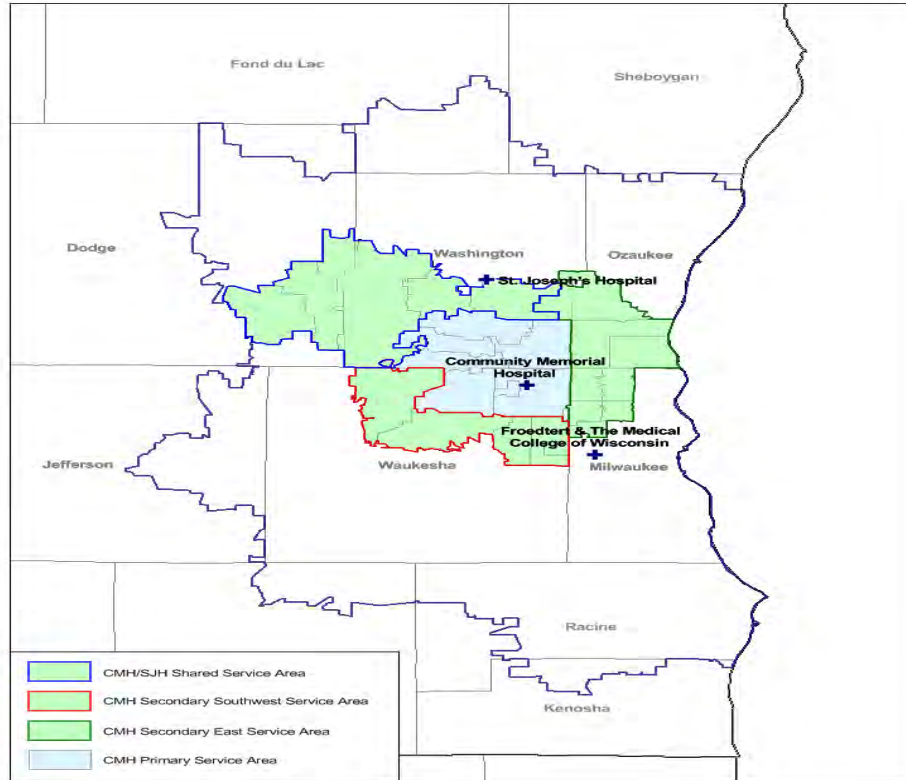 Fond du Lac
Sheboygan
Dodge
Washington
Ozaukee
St. Joseph's Hospital
Community Memorial
Hospital
Froedtert & The Medical
College of Wisconsin
Jefferson
Waukesha
Milwaukee
Racine
Kenosha
CMH/SJH Shared Service Area
CMH Secondary Southwest Service Area
CMH Secondary East Service Area
CMH Primary Service Area